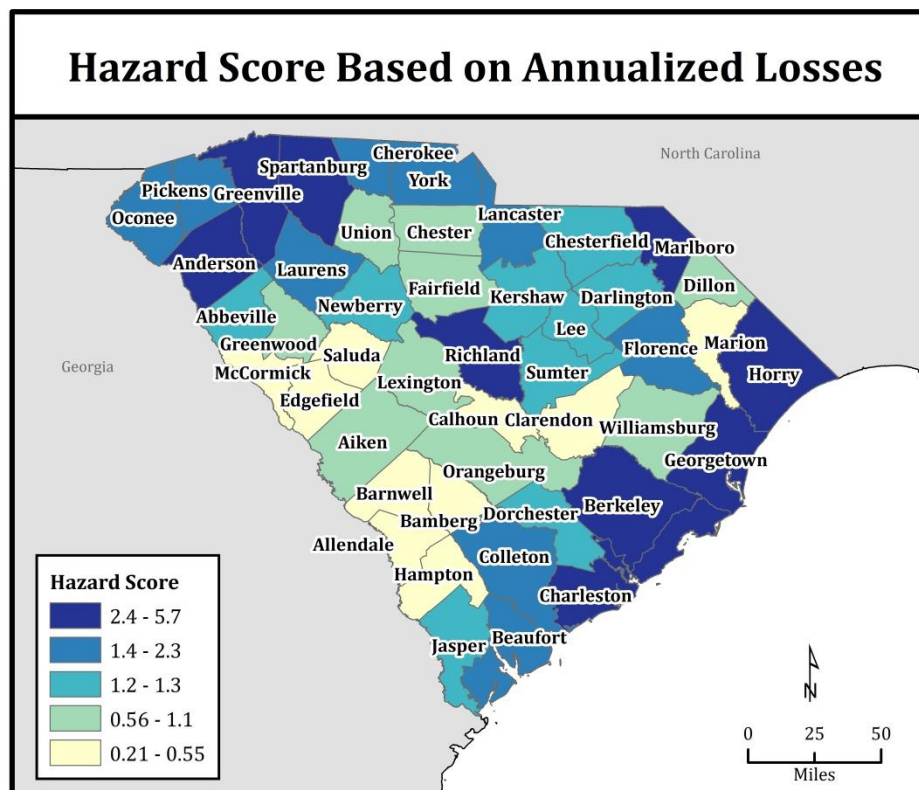 Hazard Score Based on Annualized Losses
North Carolina
Cherokee
Spartanburg
York
Pickens
Greenville
Oconee
Lancaster
Union
Chester
Chesterfield
Marlboro
Anderson
Laurens
Dillon
Fairfield
Newberry
Kershaw
Darlington
Abbeville
Lee
Greenwood
Marion
Saluda
Richland
Florence
Georgia
McCormick
Sumter
Horry
Lexington
Edgefield
Calhoun
Clarendon
Williamsburg
Aiken
Georgetown
Orangeburg
Barnwell
Berkeley
Dorchester
Bamberg
Allendale
Colleton
Hampton
Charleston
Beaufort
Jasper
Hazard Score
2.4 - 5.7
1.4 - 2.3
1.2 - 1.3
0.56 - 1.1
0.21 - 0.55
N
0 25 50
Miles